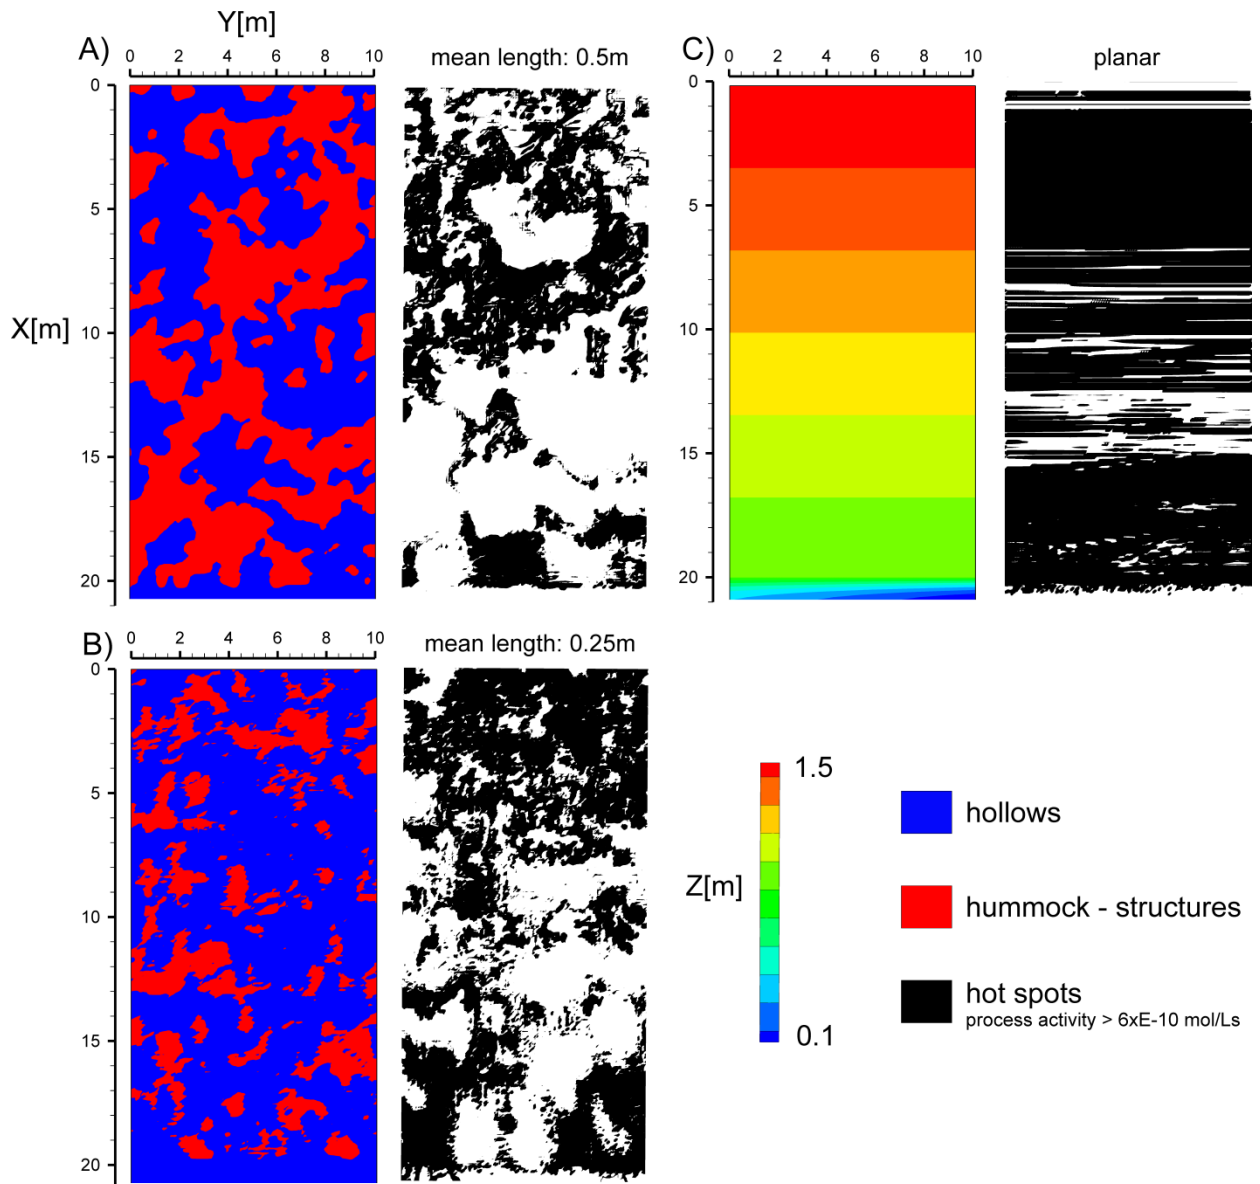 Y[m]
A)
mean length: 0.5m
C)
planar
0 2 4 6 8 10
0 2 4 6 8 10
0
5
X[m]
10
15
20
0
5
10
15
20
B)
mean length: 0.25m
0 2 4 6 8 10
0
5
10
15
20
Z[m]
1.5
0.1
hollows
hummock - structures
hot spots
process activity > 6xE-10 mol/Ls